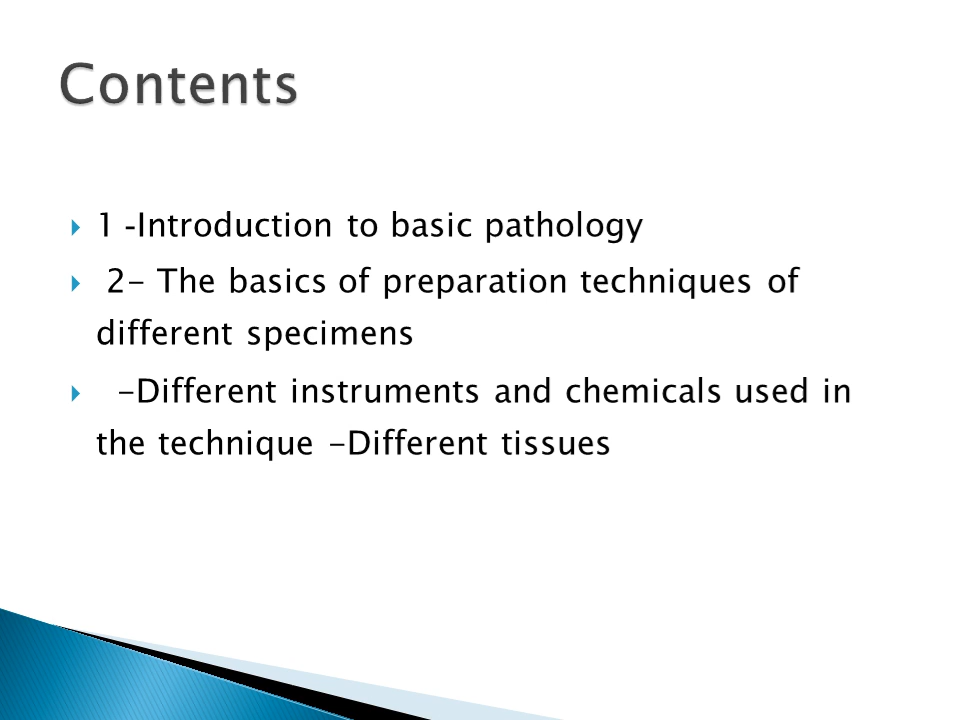 Contents
1 -Introduction to basic pathology
2- The basics of preparation techniques of
different specimens
-Different instruments and chemicals used in
the technique -Different tissues